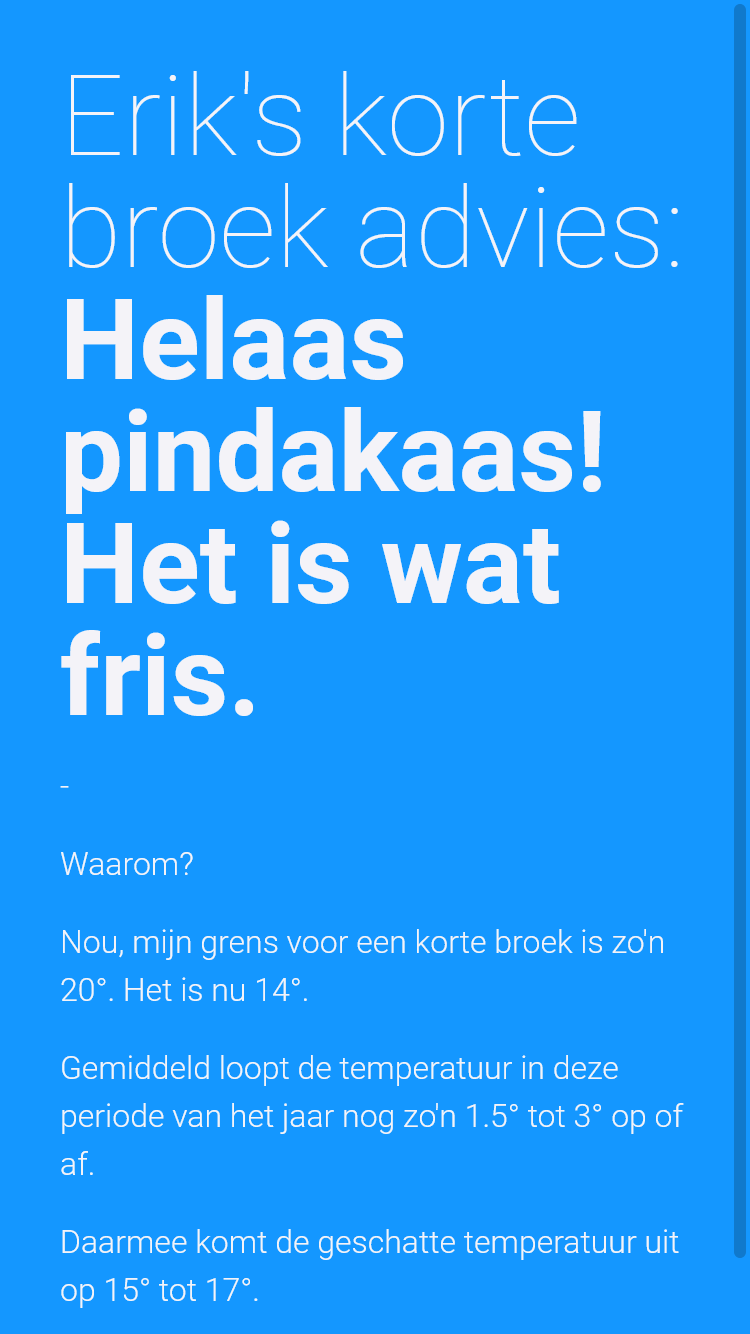 Erik's korte
broek advies:
Helaas
pindakaas!
Het is wat
fris.
-
Waarom?
Nou, mijn grens voor een korte broek is zo'n
20°. Het is nu 14°.
Gemiddeld loopt de temperatuur in deze
periode van het jaar nog zo'n 1.5° tot 3° op of
af.
Daarmee komt de geschatte temperatuur uit
op 15° tot 17°.